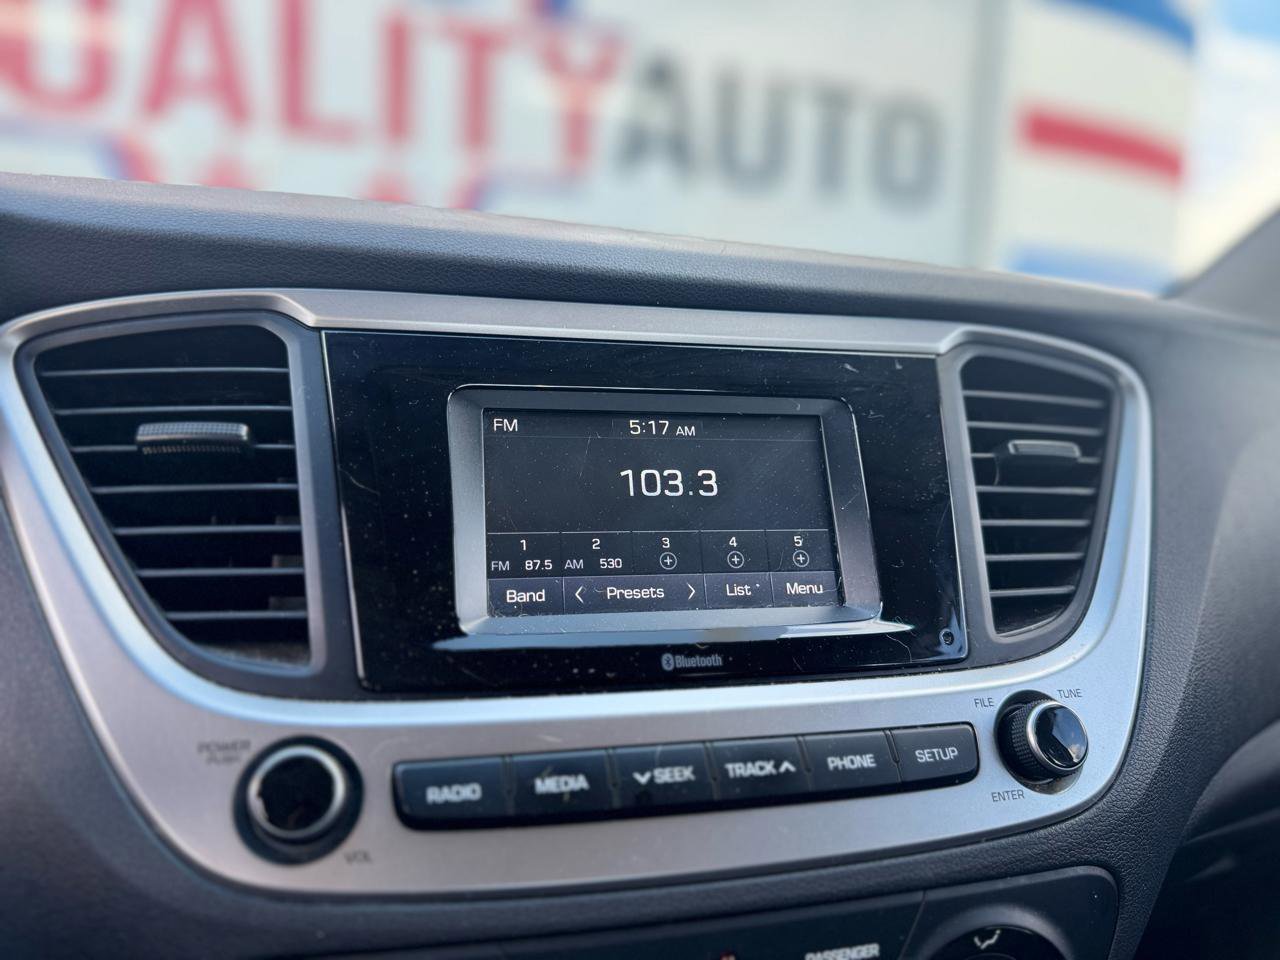 QUALITY AUTO
FM 5:17 AM
103.3
1 2 3 4 5
FM 87.5 AM 530
Band < Presets > List Menu
Bluetooth
FILE TUNE
POWER
PUSH
RADIO MEDIA SEEK TRACK PHONE SETUP
ENTER
VOL
PASSENGER